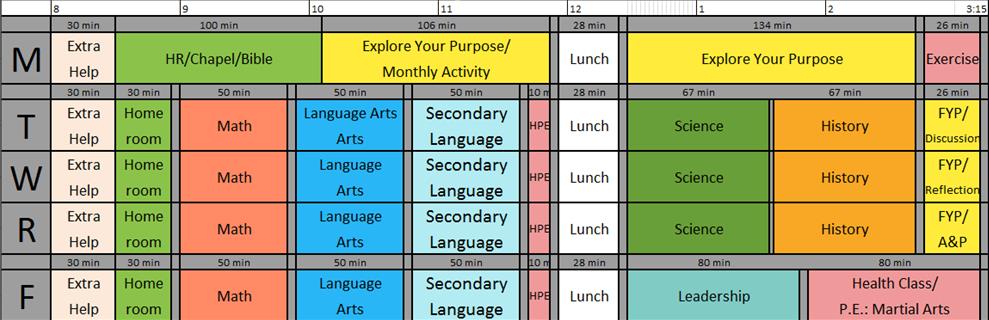 8 9 10 11 12 1 2 3:15
30 min 100 min 106 min 28 min 134 min 26 min
M Extra Help HR/Chapel/Bible Explore Your Purpose/ Monthly Activity Lunch Explore Your Purpose Exercise
30 min 30 min 50 min 50 min 50 min 10 m 28 min 67 min 67 min 26 min
T Extra Help Home room Math Language Arts Arts Secondary Language HPE Lunch Science History FYP/ Discussion
W Extra Help Home room Math Language Arts Secondary Language HPE Lunch Science History FYP/ Reflection
R Extra Help Home room Math Language Arts Secondary Language HPE Lunch Science History FYP/ A&P
30 min 30 min 50 min 50 min 50 min 10 m 28 min 80 min 80 min
F Extra Help Home room Math Language Arts Secondary Language HPE Lunch Leadership Health Class/ P.E.: Martial Arts